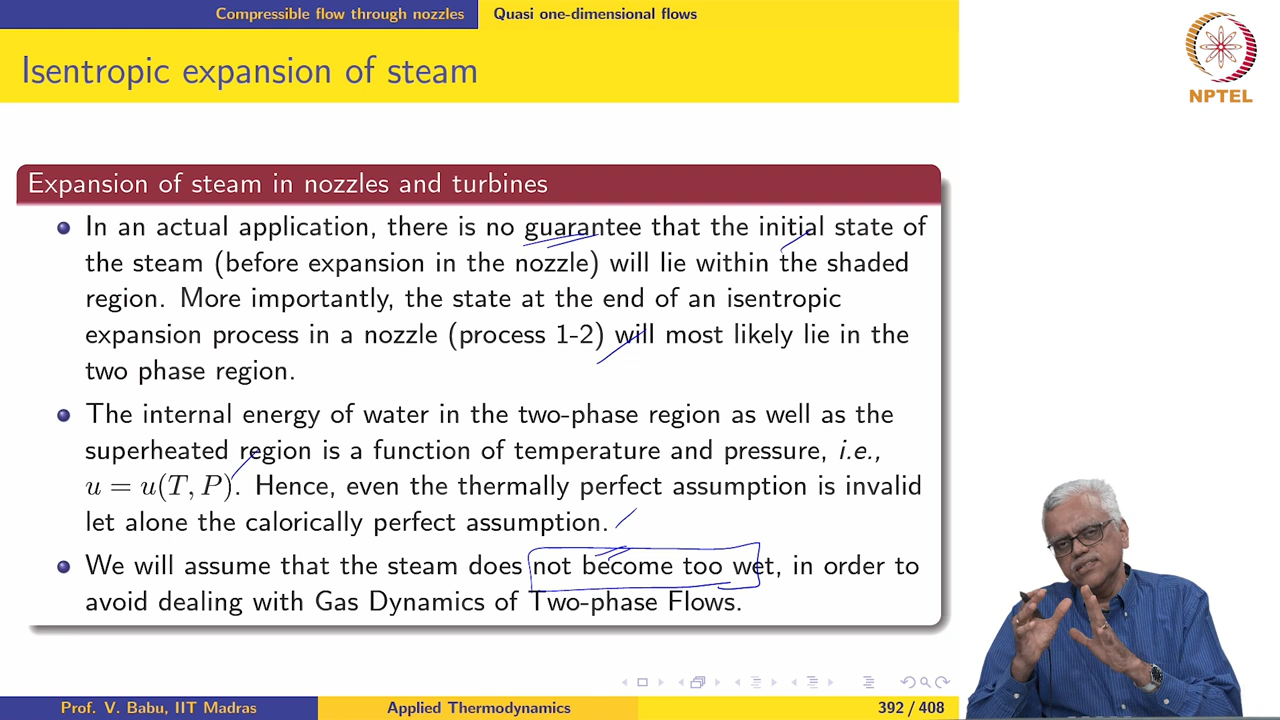 Compressible flow through nozzles Quasi one-dimensional flows
Isentropic expansion of steam
NPTEL
Expansion of steam in nozzles and turbines
In an actual application, there is no guarantee that the initial state of
the steam (before expansion in the nozzle) will lie within the shaded
region. More importantly, the state at the end of an isentropic
expansion process in a nozzle (process 1-2) will most likely lie in the
two phase region.
The internal energy of water in the two-phase region as well as the
superheated region is a function of temperature and pressure, i.e.,
u = u(T, P). Hence, even the thermally perfect assumption is invalid
let alone the calorically perfect assumption.
We will assume that the steam does not become too wet, in order to
avoid dealing with Gas Dynamics of Two-phase Flows.
Prof. V. Babu, IIT Madras Applied Thermodynamics 392 / 408